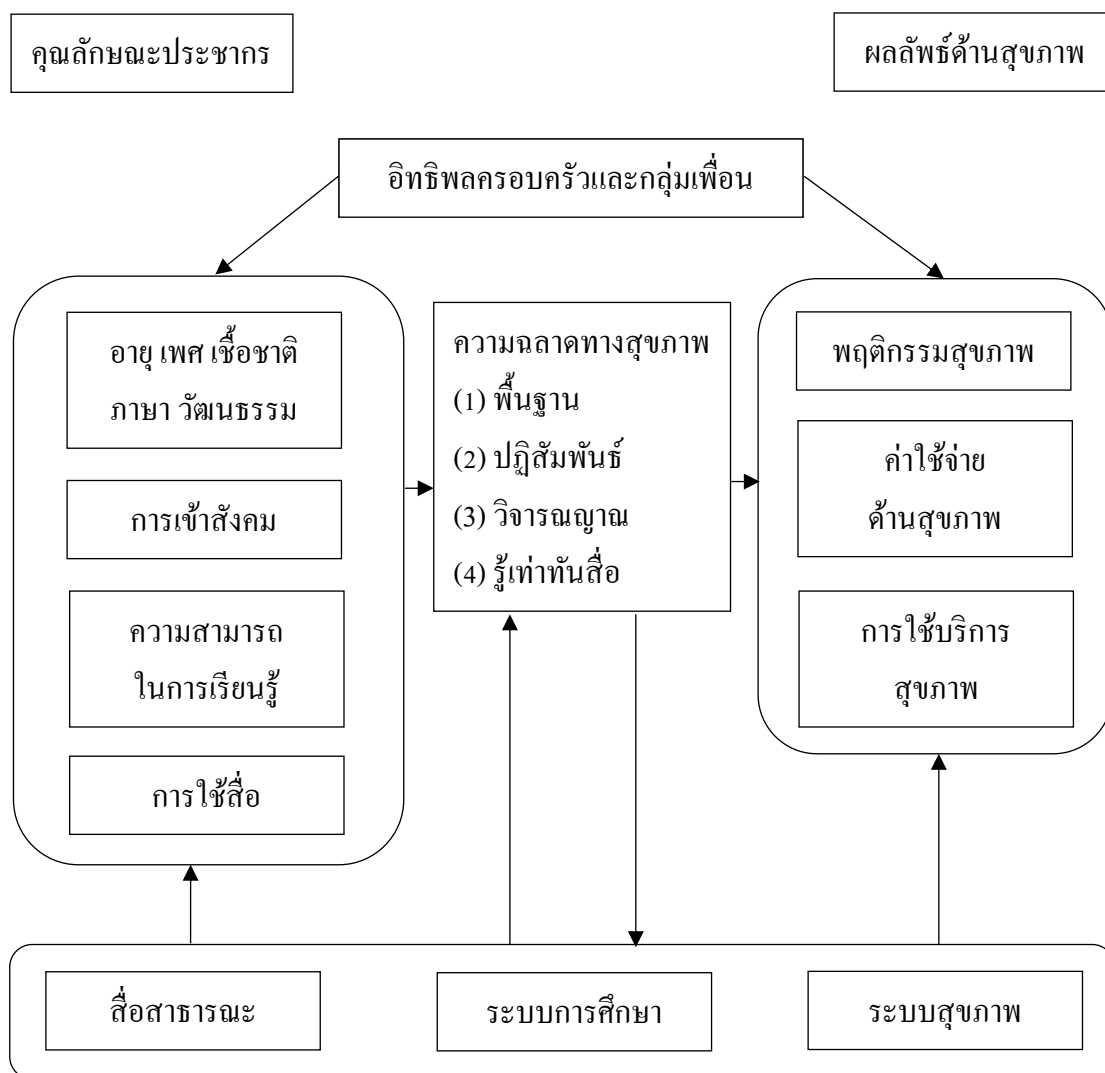 คุณลักษณะประชากร
ผลลัพธ์ด้านสุขภาพ
อิทธิพลครอบครัวและกลุ่มเพื่อน
อายุ เพศ เชื้อชาติ
ภาษา วัฒนธรรม
การเข้าสังคม
ความสามารถ
ในการเรียนรู้
การใช้สื่อ
ความฉลาดทางสุขภาพ
(1) พื้นฐาน
(2) ปฏิสัมพันธ์
(3) วิจารณญาณ
(4) รู้เท่าทันสื่อ
พฤติกรรมสุขภาพ
ค่าใช้จ่าย
ด้านสุขภาพ
การใช้บริการ
สุขภาพ
สื่อสาธารณะ
ระบบการศึกษา
ระบบสุขภาพ